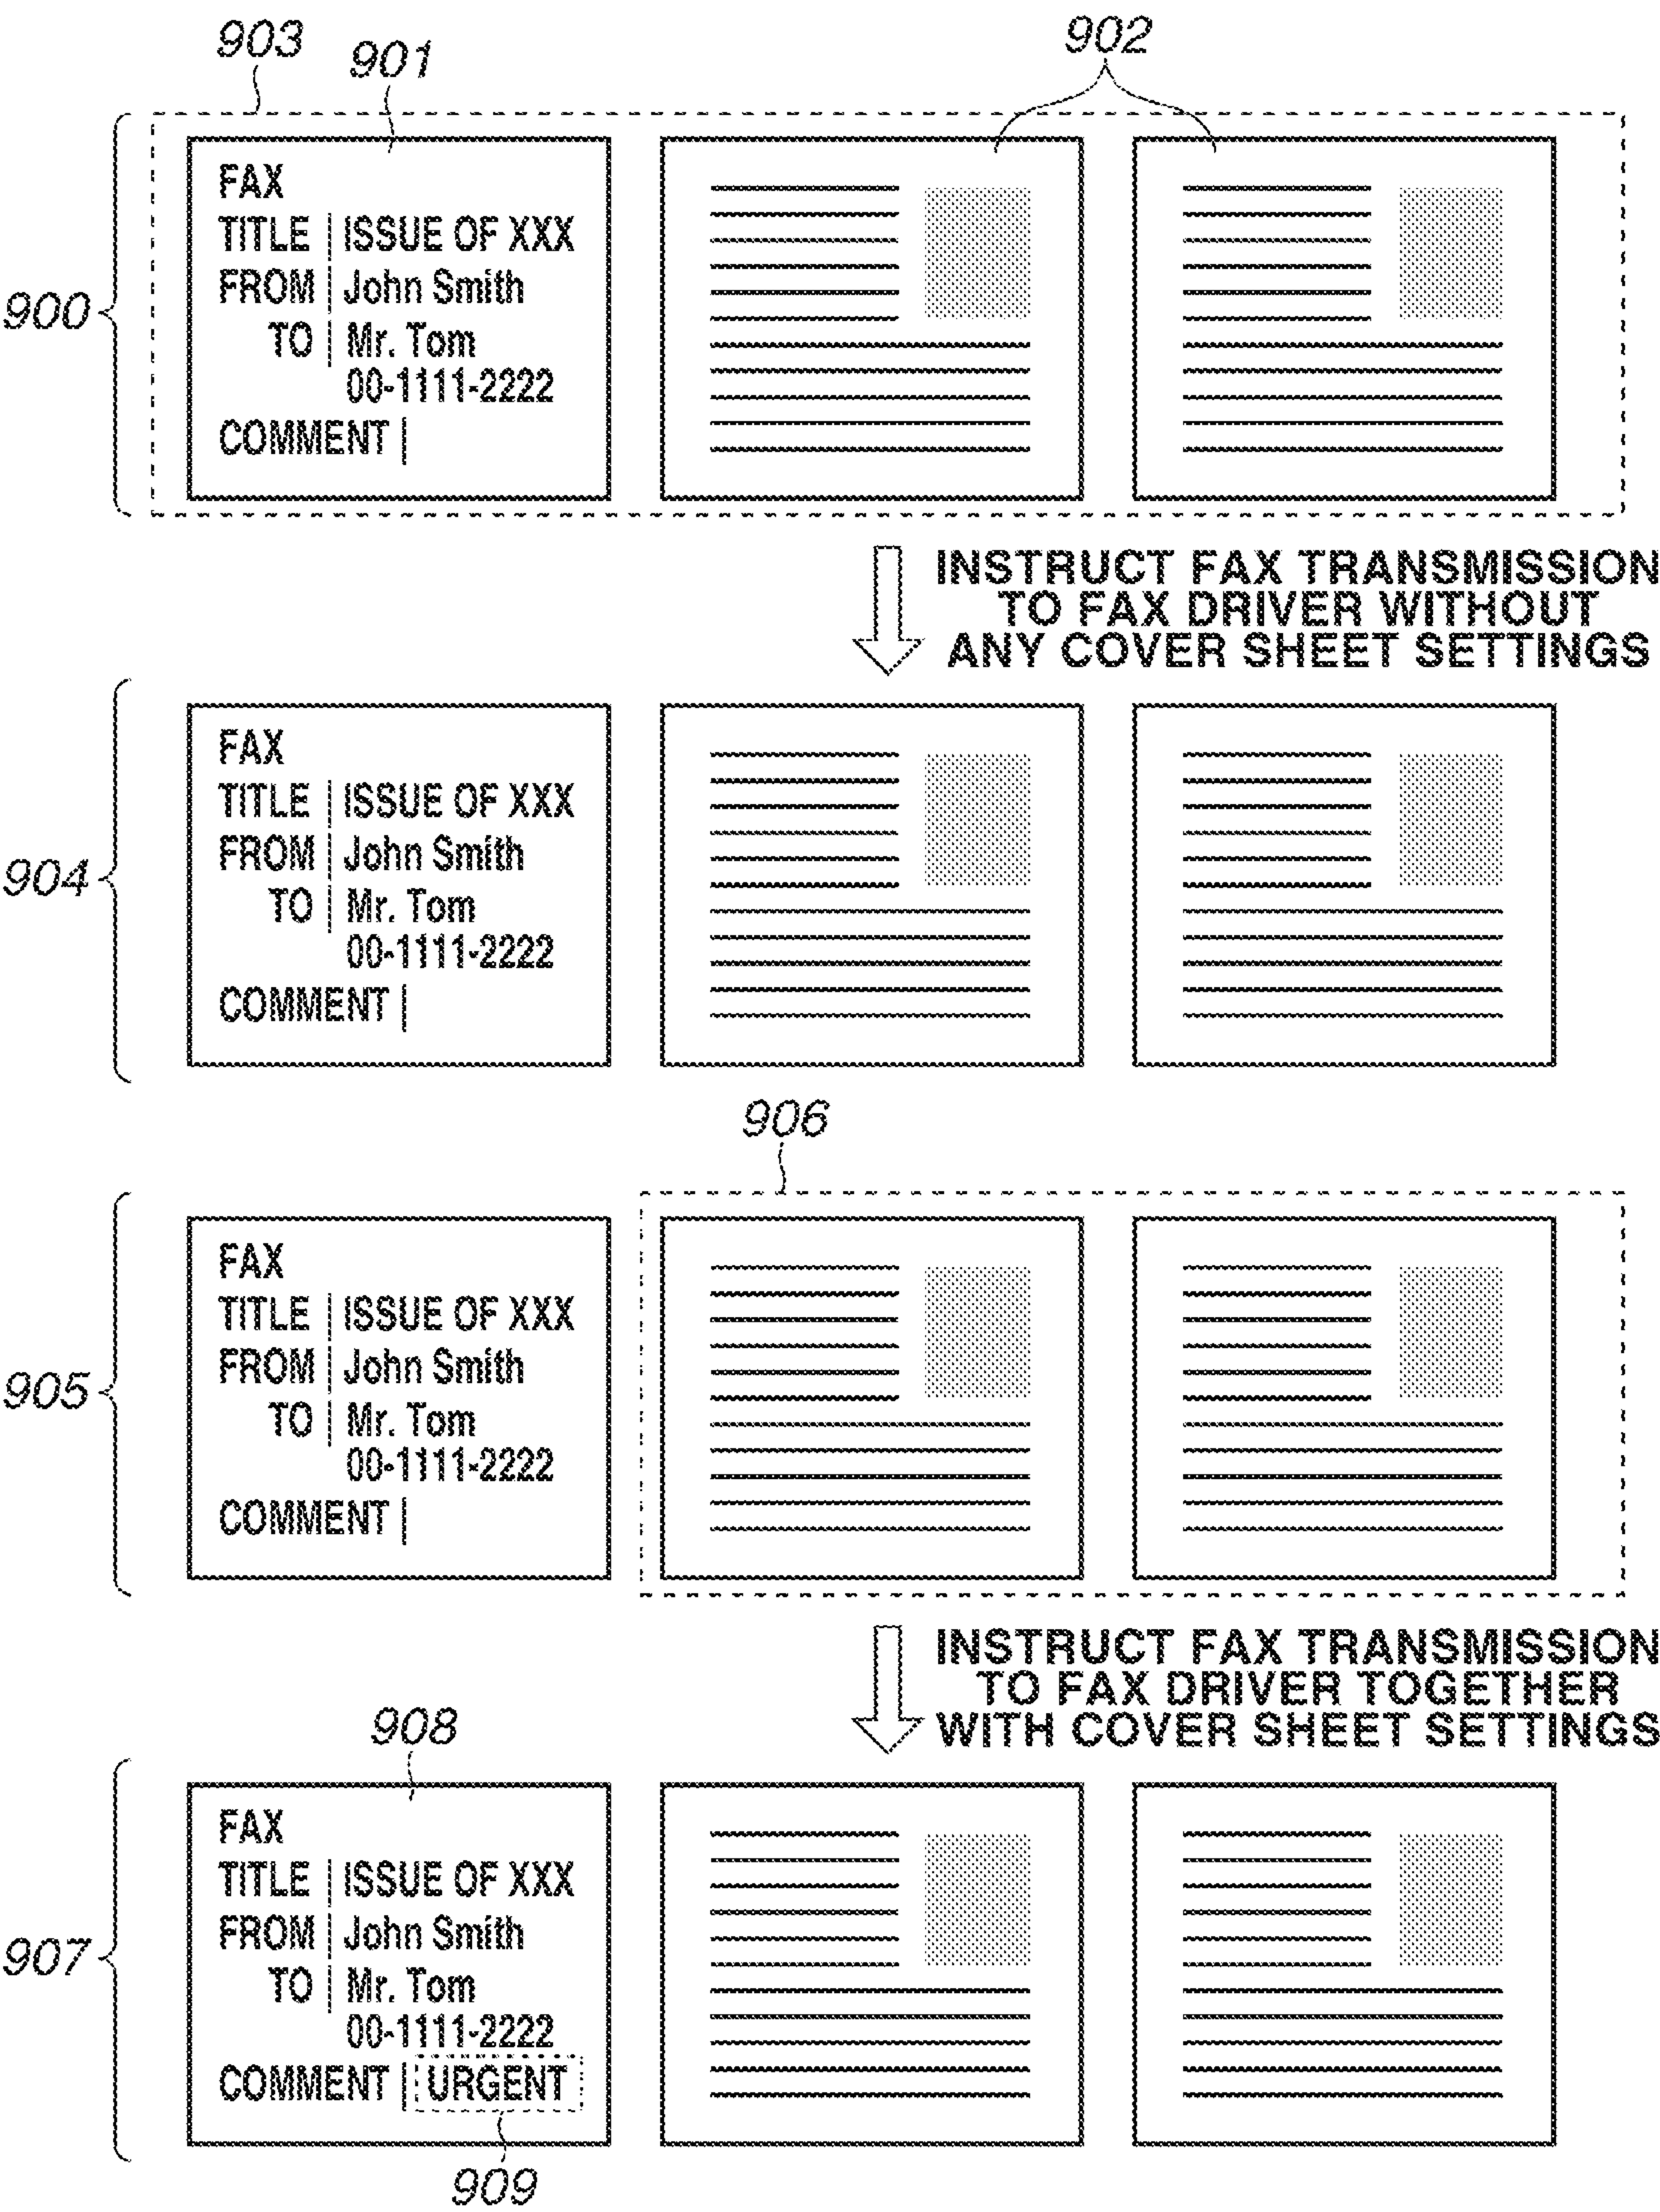 903
901
902
900
FAX
TITLE ISSUE OF XXX
FROM John Smith
TO Mr. Tom
00-1111-2222
COMMENT
INSTRUCT FAX TRANSMISSION
TO FAX DRIVER WITHOUT
ANY COVER SHEET SETTINGS
904
FAX
TITLE ISSUE OF XXX
FROM John Smith
TO Mr. Tom
00-1111-2222
COMMENT
906
905
FAX
TITLE ISSUE OF XXX
FROM John Smith
TO Mr. Tom
00-1111-2222
COMMENT
INSTRUCT FAX TRANSMISSION
TO FAX DRIVER TOGETHER
WITH COVER SHEET SETTINGS
908
907
FAX
TITLE ISSUE OF XXX
FROM John Smith
TO Mr. Tom
00-1111-2222
COMMENT URGENT
909